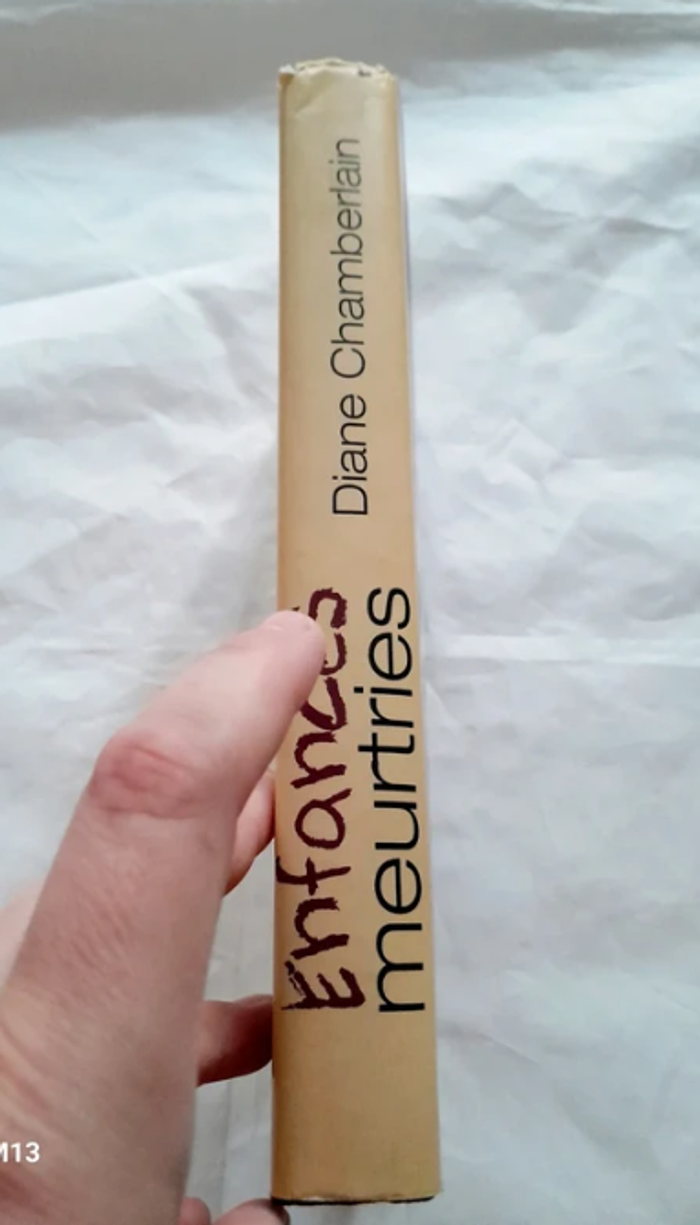 Diane Chamberlain
Enfances
meurtries
M13